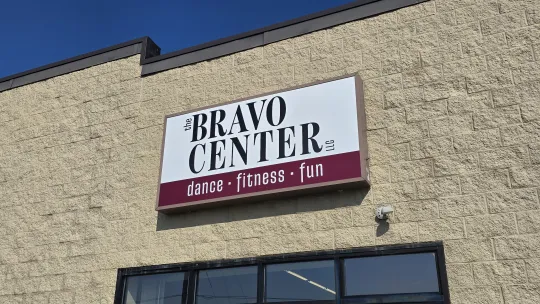 the BRAVO
CENTER LLC
dance · fitness · fun